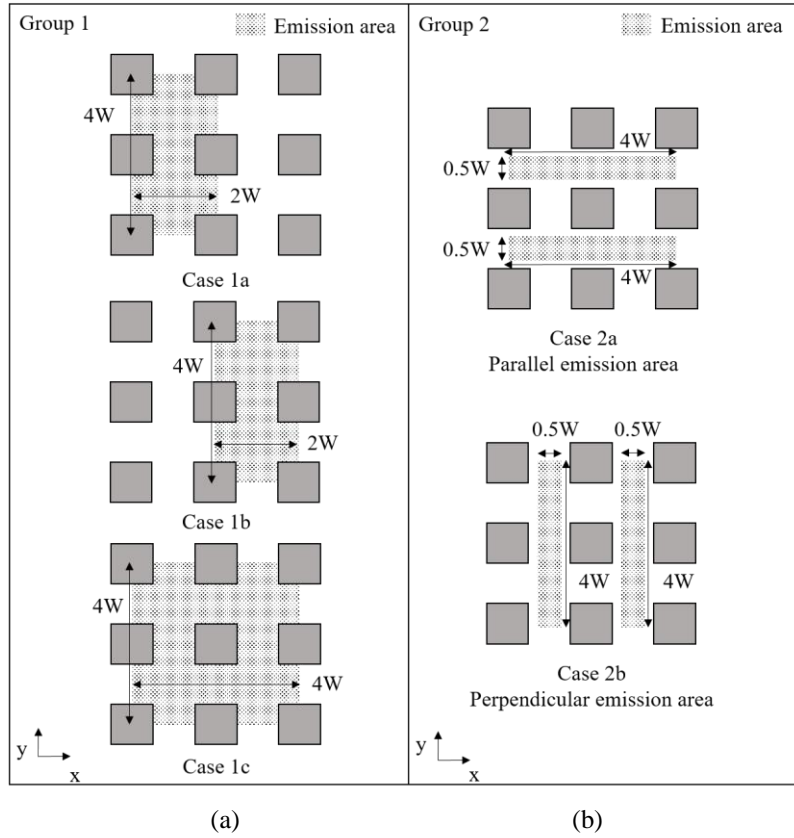 Group 1
Emission area
4W
2W
Case 1a
4W
2W
Case 1b
4W
4W
y
x
Case 1c
(a)
Group 2
Emission area
4W
0.5W
0.5W
4W
Case 2a
Parallel emission area
0.5W 0.5W
4W 4W
Case 2b
Perpendicular emission area
y
x
(b)